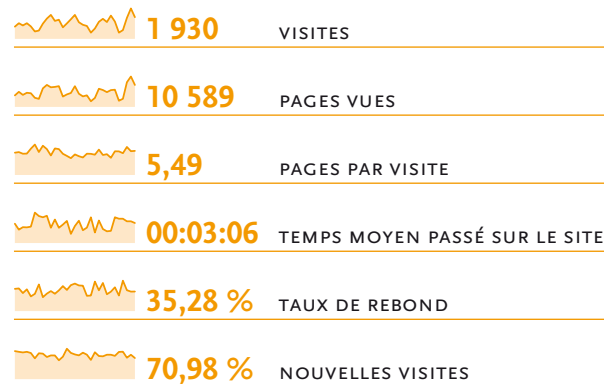 1 930 VISITES
10 589 PAGES VUES
5,49 PAGES PAR VISITE
00:03:06 TEMPS MOYEN PASSÉ SUR LE SITE
35,28 % TAUX DE REBOND
70,98 % NOUVELLES VISITES